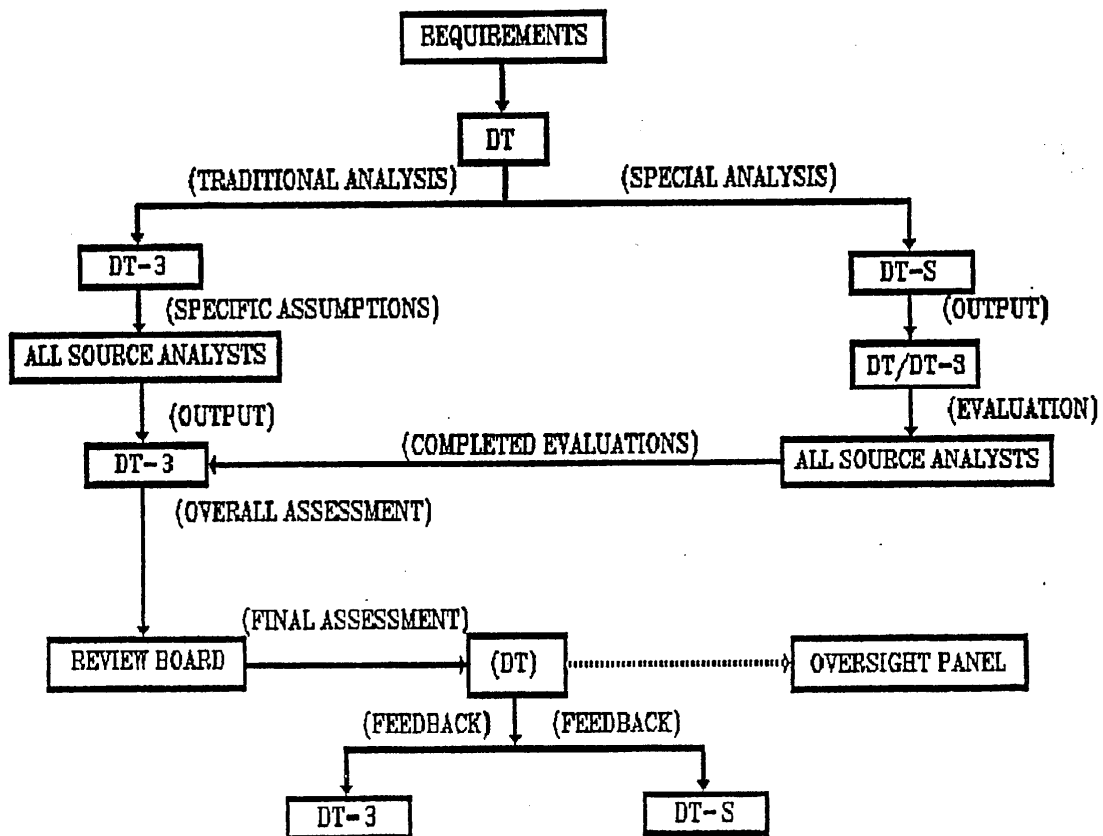 REQUIREMENTS
DT
(TRADITIONAL ANALYSIS)
(SPECIAL ANALYSIS)
DT-3
DT-S
(SPECIFIC ASSUMPTIONS)
(OUTPUT)
ALL SOURCE ANALYSTS
DT/DT-3
(OUTPUT)
(EVALUATION)
DT-3
(COMPLETED EVALUATIONS)
ALL SOURCE ANALYSTS
(OVERALL ASSESSMENT)
(FINAL ASSESSMENT)
REVIEW BOARD
(DT)
OVERSIGHT PANEL
(FEEDBACK)
(FEEDBACK)
DT-3
DT-S